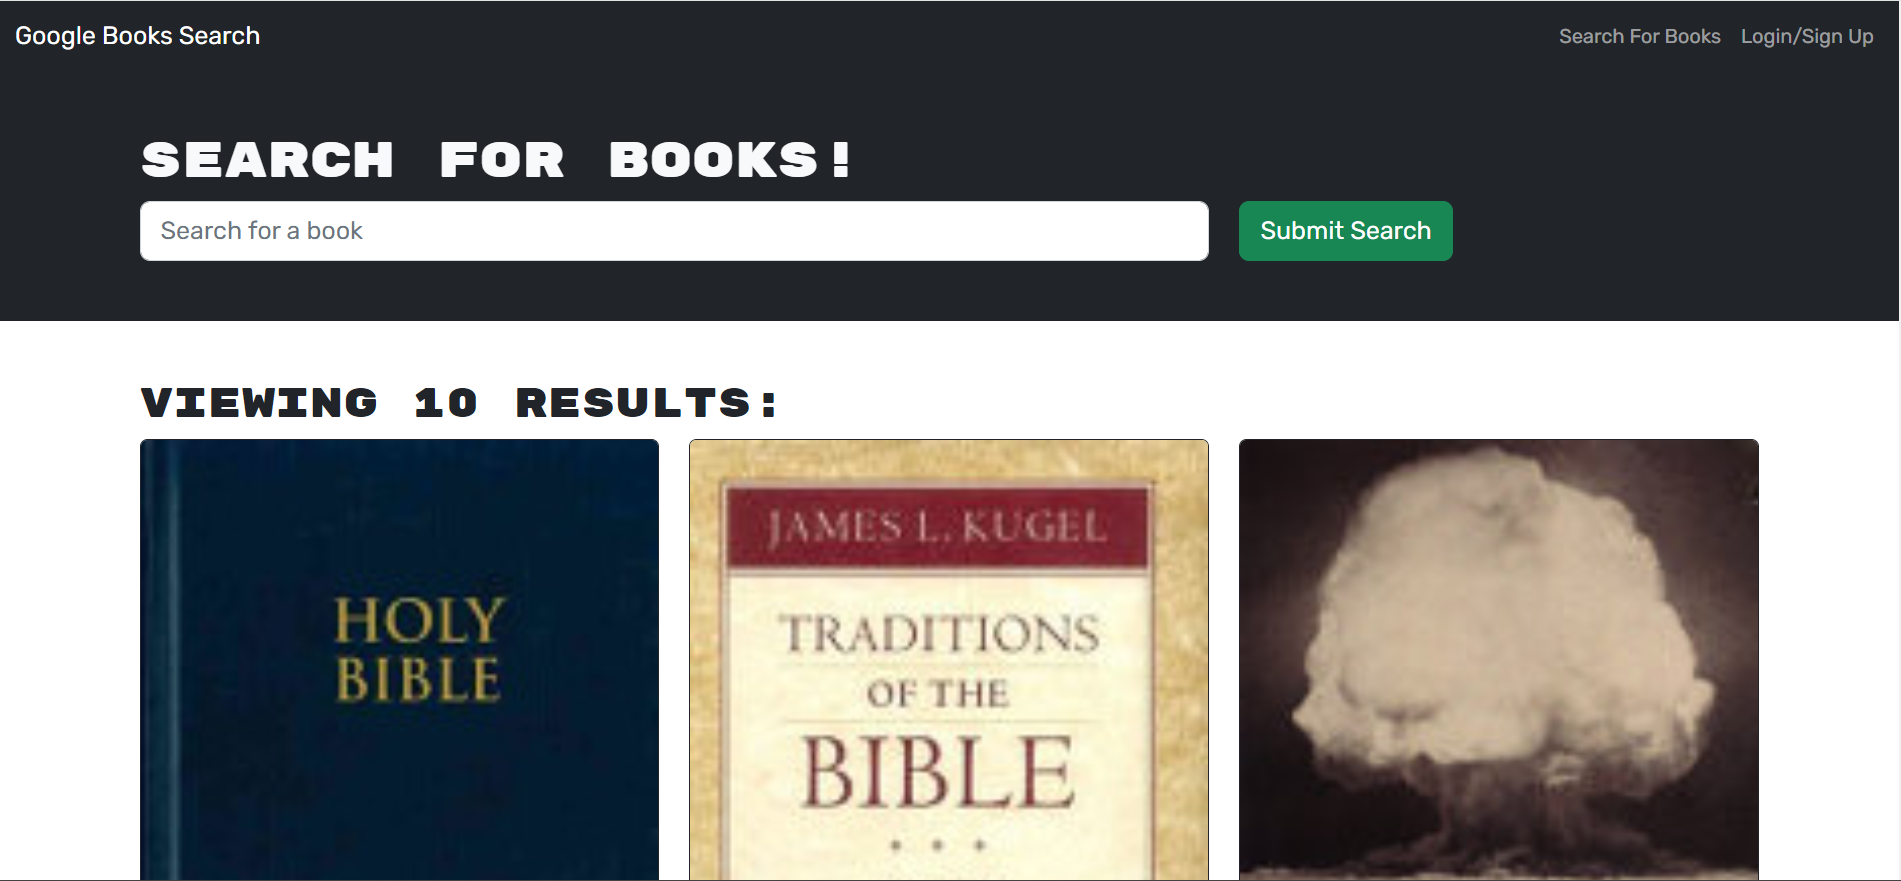 Google Books Search
Search For Books
Login/Sign Up
SEARCH FOR BOOKS!
Search for a book
Submit Search
VIEWING 10 RESULTS:
HOLY
BIBLE
JAMES L. KUGEL
TRADITIONS
OF THE
BIBLE